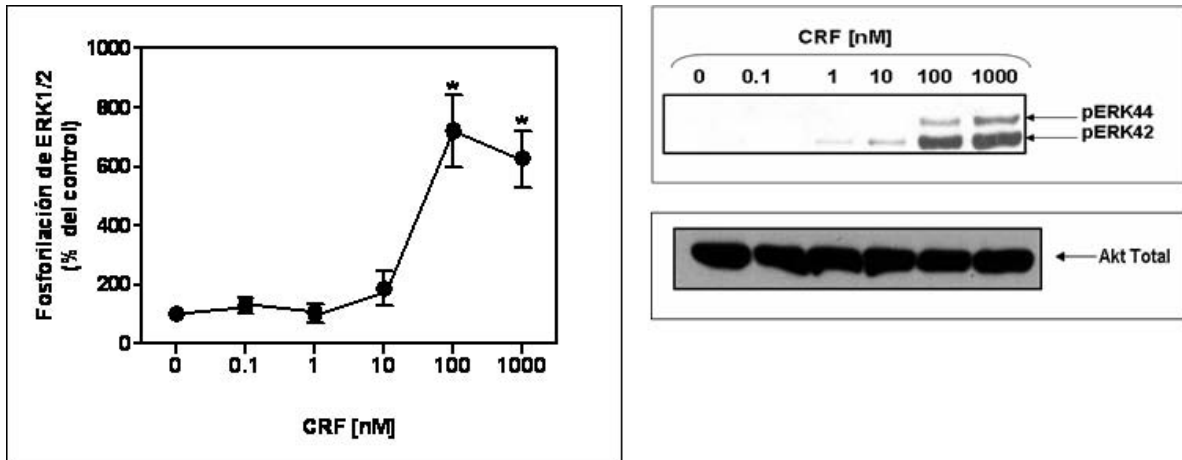 Fosforilación de ERK1/2
(% del control)
1000
800
600
400
200
0
*
*
0 0.1 1 10 100 1000
CRF [nM]
CRF [nM]
0 0.1 1 10 100 1000
pERK44
pERK42
Akt Total